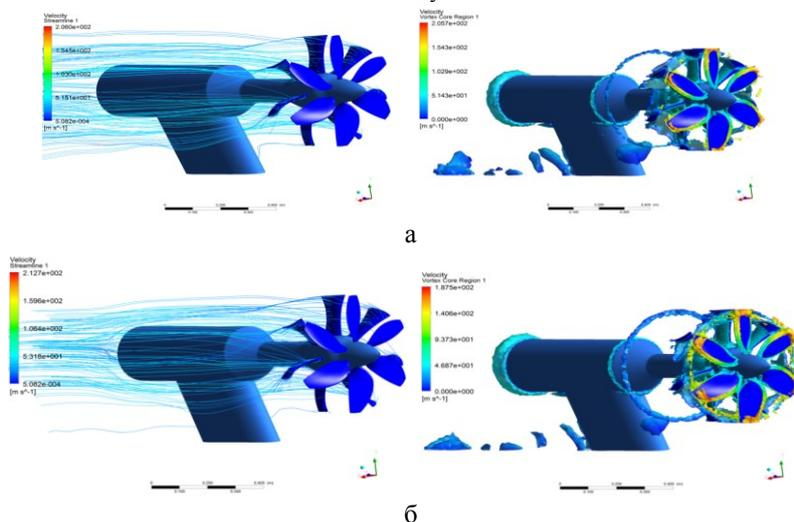 Velocity
Streamline 1
2.060e+002
1.545e+002
1.030e+002
5.151e+001
5.082e-004
[m s^-1]
Velocity
Vortex Core Region 1
2.057e+002
1.543e+002
1.029e+002
5.143e+001
0.000e+000
[m s^-1]
а
Velocity
Streamline 1
2.127e+002
1.596e+002
1.064e+002
5.318e+001
5.082e-004
[m s^-1]
Velocity
Vortex Core Region 1
1.875e+002
1.406e+002
9.373e+001
4.687e+001
0.000e+000
[m s^-1]
б